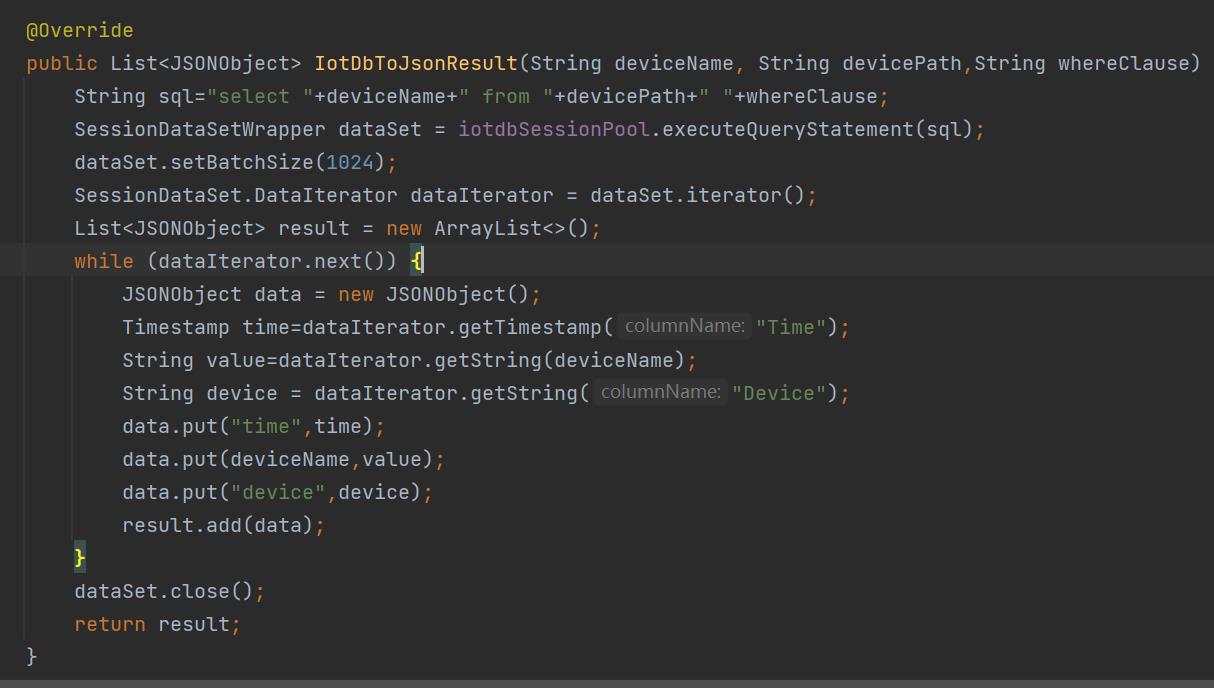 @Override
public List<JSONObject> IotDbToJsonResult(String deviceName, String devicePath,String whereClause)
String sql="select "+deviceName+" from "+devicePath+" "+whereClause;
SessionDataSetWrapper dataSet = iotdbSessionPool.executeQueryStatement(sql);
dataSet.setBatchSize(1024);
SessionDataSet.DataIterator dataIterator = dataSet.iterator();
List<JSONObject> result = new ArrayList<>();
while (dataIterator.next()) {
JSONObject data = new JSONObject();
Timestamp time=dataIterator.getTimestamp( columnName: "Time");
String value=dataIterator.getString(deviceName);
String device = dataIterator.getString( columnName: "Device");
data.put("time",time);
data.put(deviceName,value);
data.put("device",device);
result.add(data);
}
dataSet.close();
return result;
}